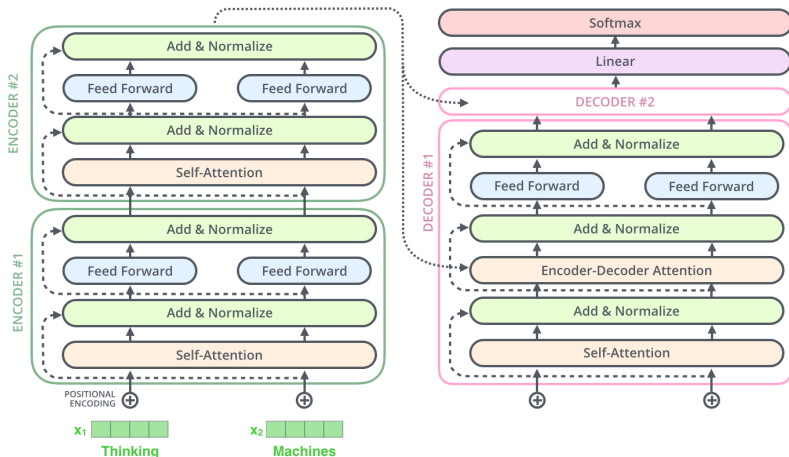 ENCODER #2
Add & Normalize
Feed Forward
Feed Forward
Add & Normalize
Self-Attention
ENCODER #1
Add & Normalize
Feed Forward
Feed Forward
Add & Normalize
Self-Attention
POSITIONAL
ENCODING
x₁
x₂
Thinking
Machines
Softmax
Linear
DECODER #2
DECODER #1
Add & Normalize
Feed Forward
Feed Forward
Add & Normalize
Encoder-Decoder Attention
Add & Normalize
Self-Attention